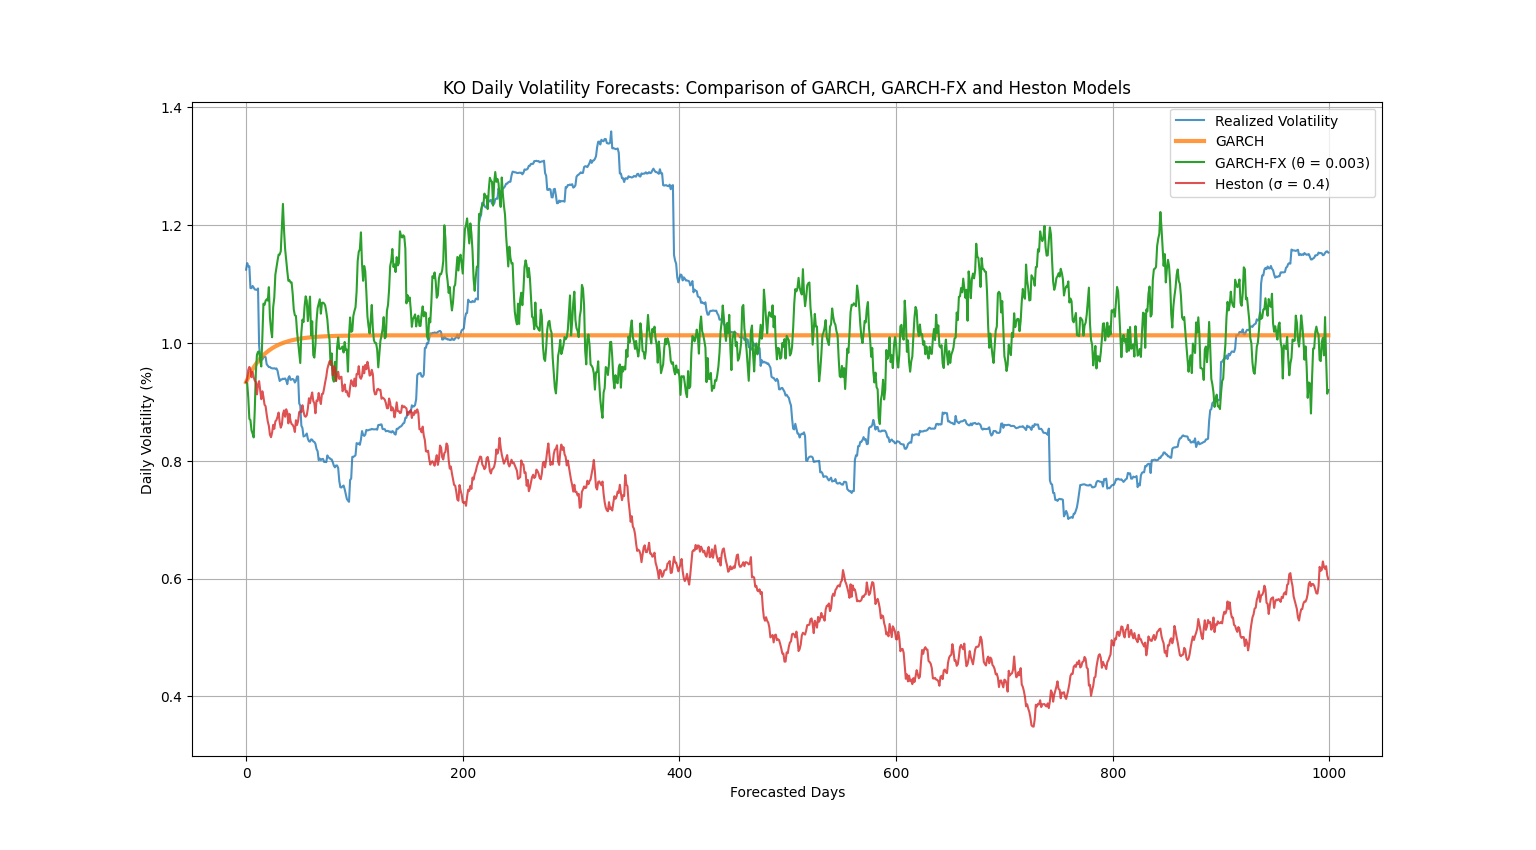 KO Daily Volatility Forecasts: Comparison of GARCH, GARCH-FX and Heston Models
Realized Volatility
GARCH
GARCH-FX (θ = 0.003)
Heston (σ = 0.4)
Daily Volatility (%)
1.4
1.2
1.0
0.8
0.6
0.4
0
200
400
600
800
1000
Forecasted Days